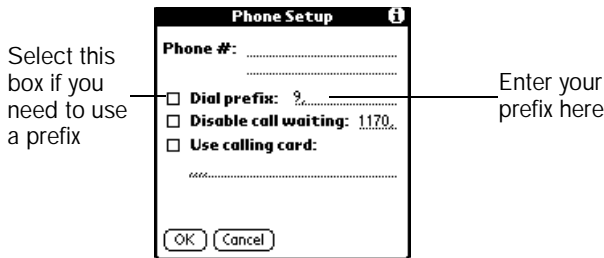 Phone Setup
Phone #:
Select this
box if you
need to use
a prefix
Dial prefix: 9,
Disable call waiting: 1170,
Use calling card:
,,,,
Enter your
prefix here
OK Cancel